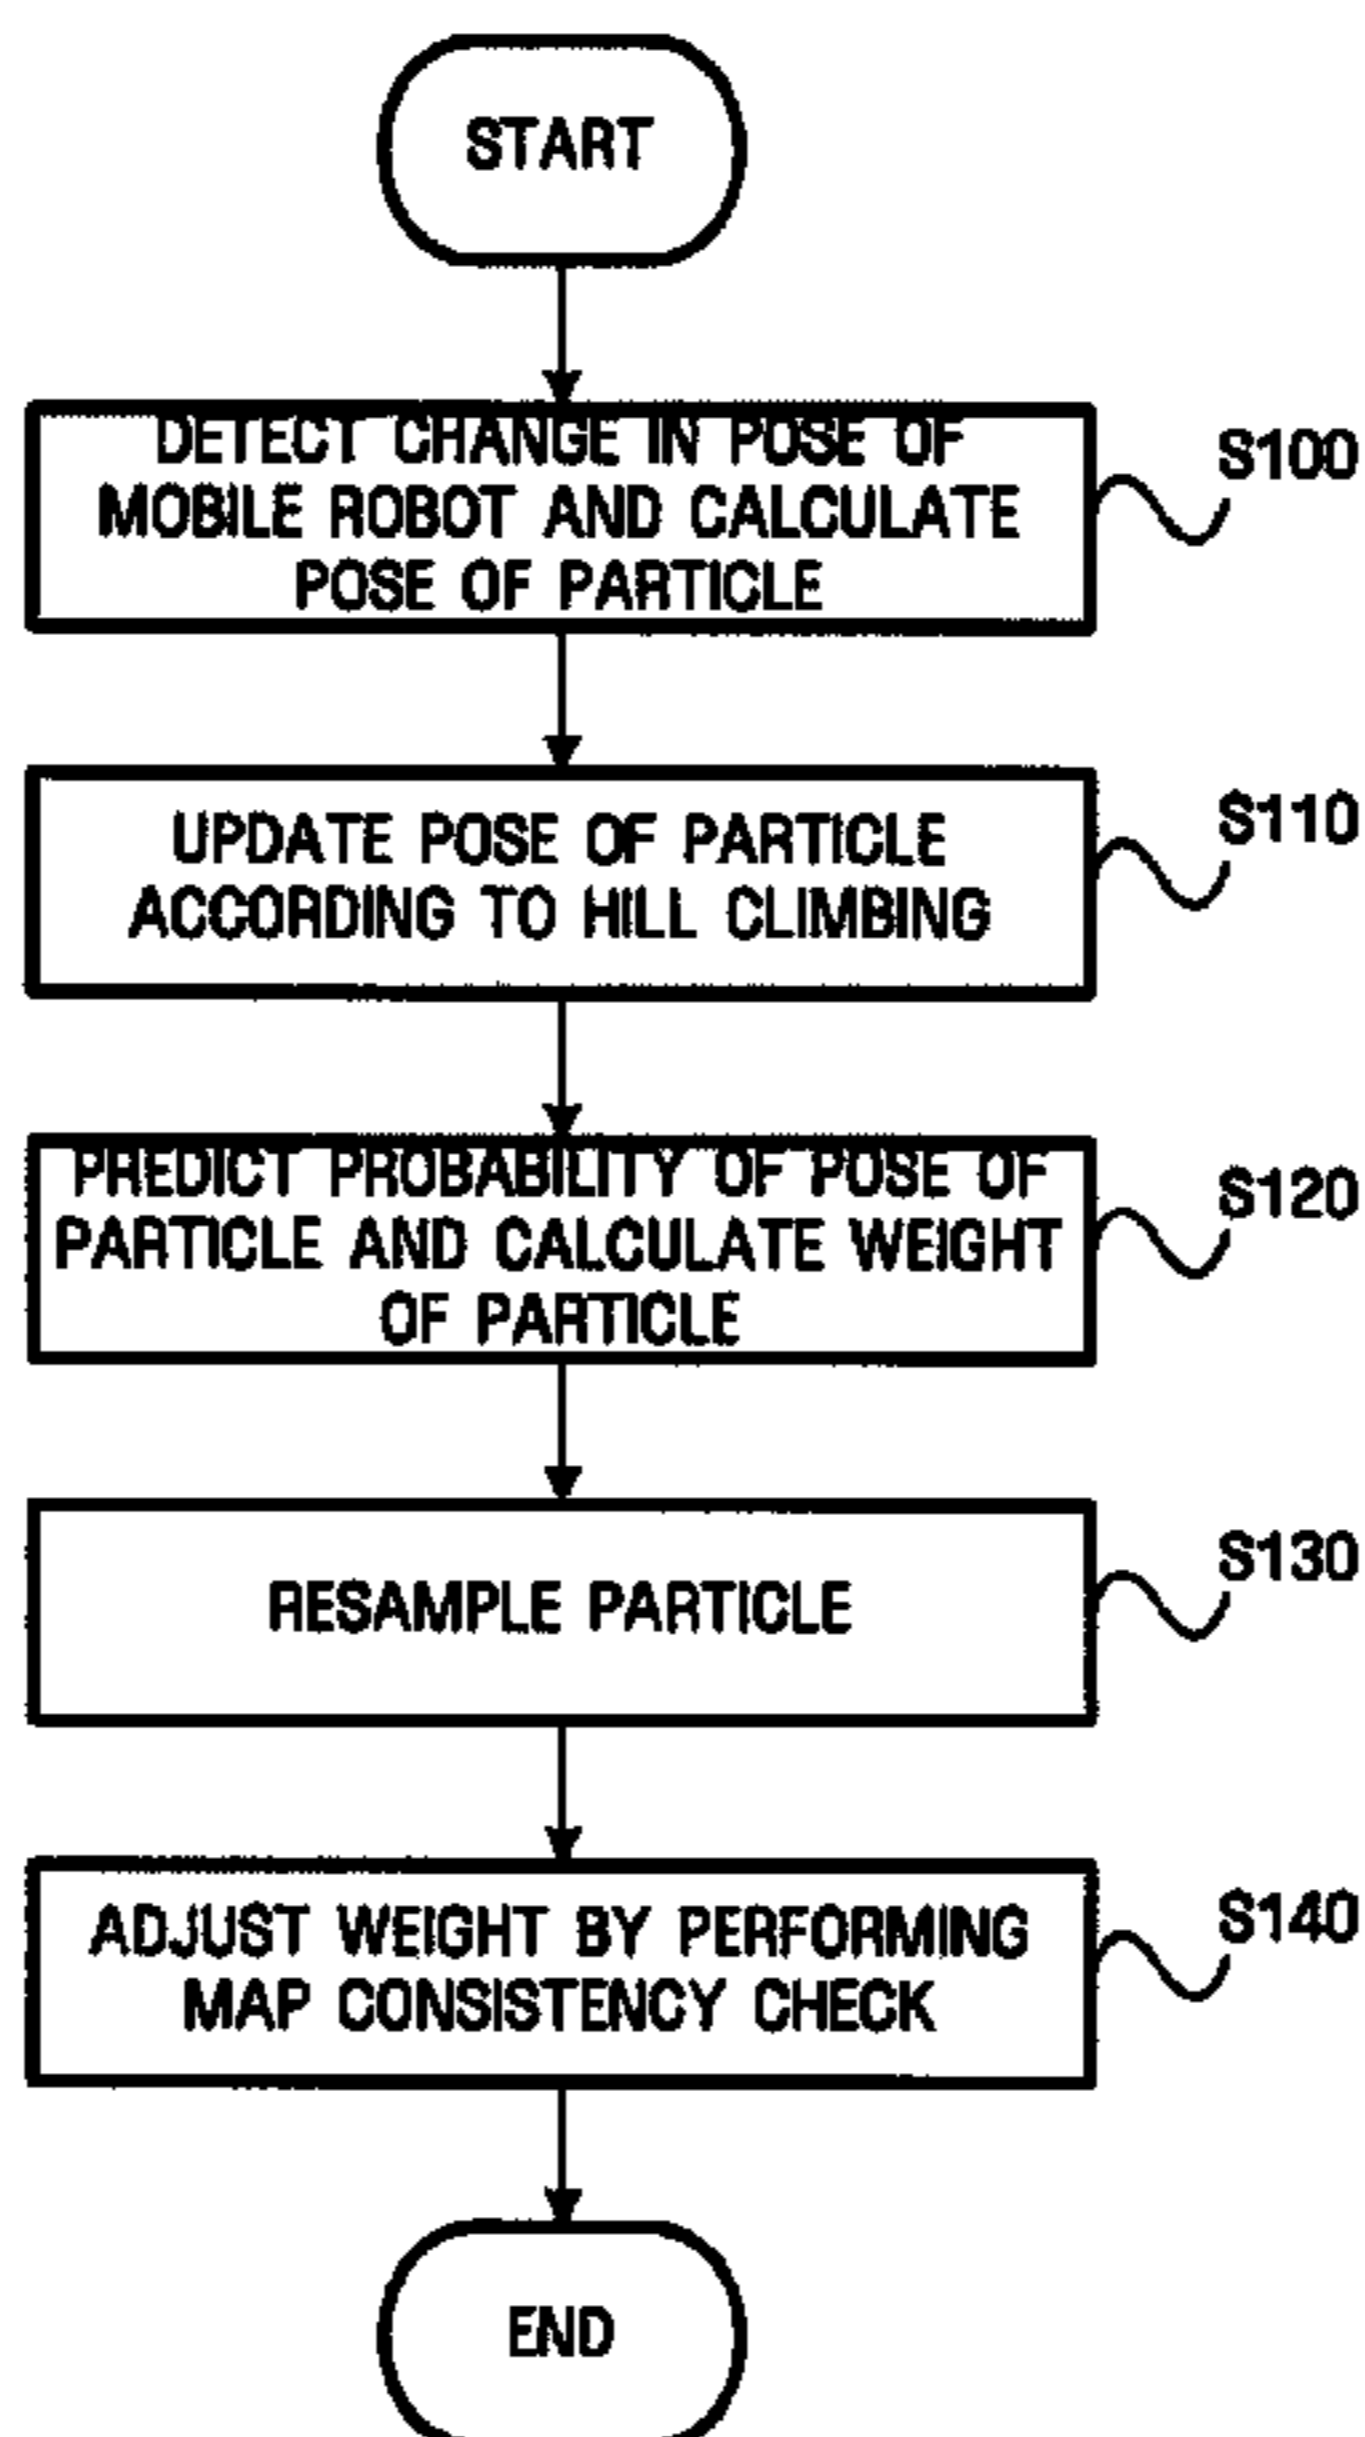 START
DETECT CHANGE IN POSE OF
MOBILE ROBOT AND CALCULATE
POSE OF PARTICLE
S100
UPDATE POSE OF PARTICLE
ACCORDING TO HILL CLIMBING
S110
PREDICT PROBABILITY OF POSE OF
PARTICLE AND CALCULATE WEIGHT
OF PARTICLE
S120
RESAMPLE PARTICLE
S130
ADJUST WEIGHT BY PERFORMING
MAP CONSISTENCY CHECK
S140
END